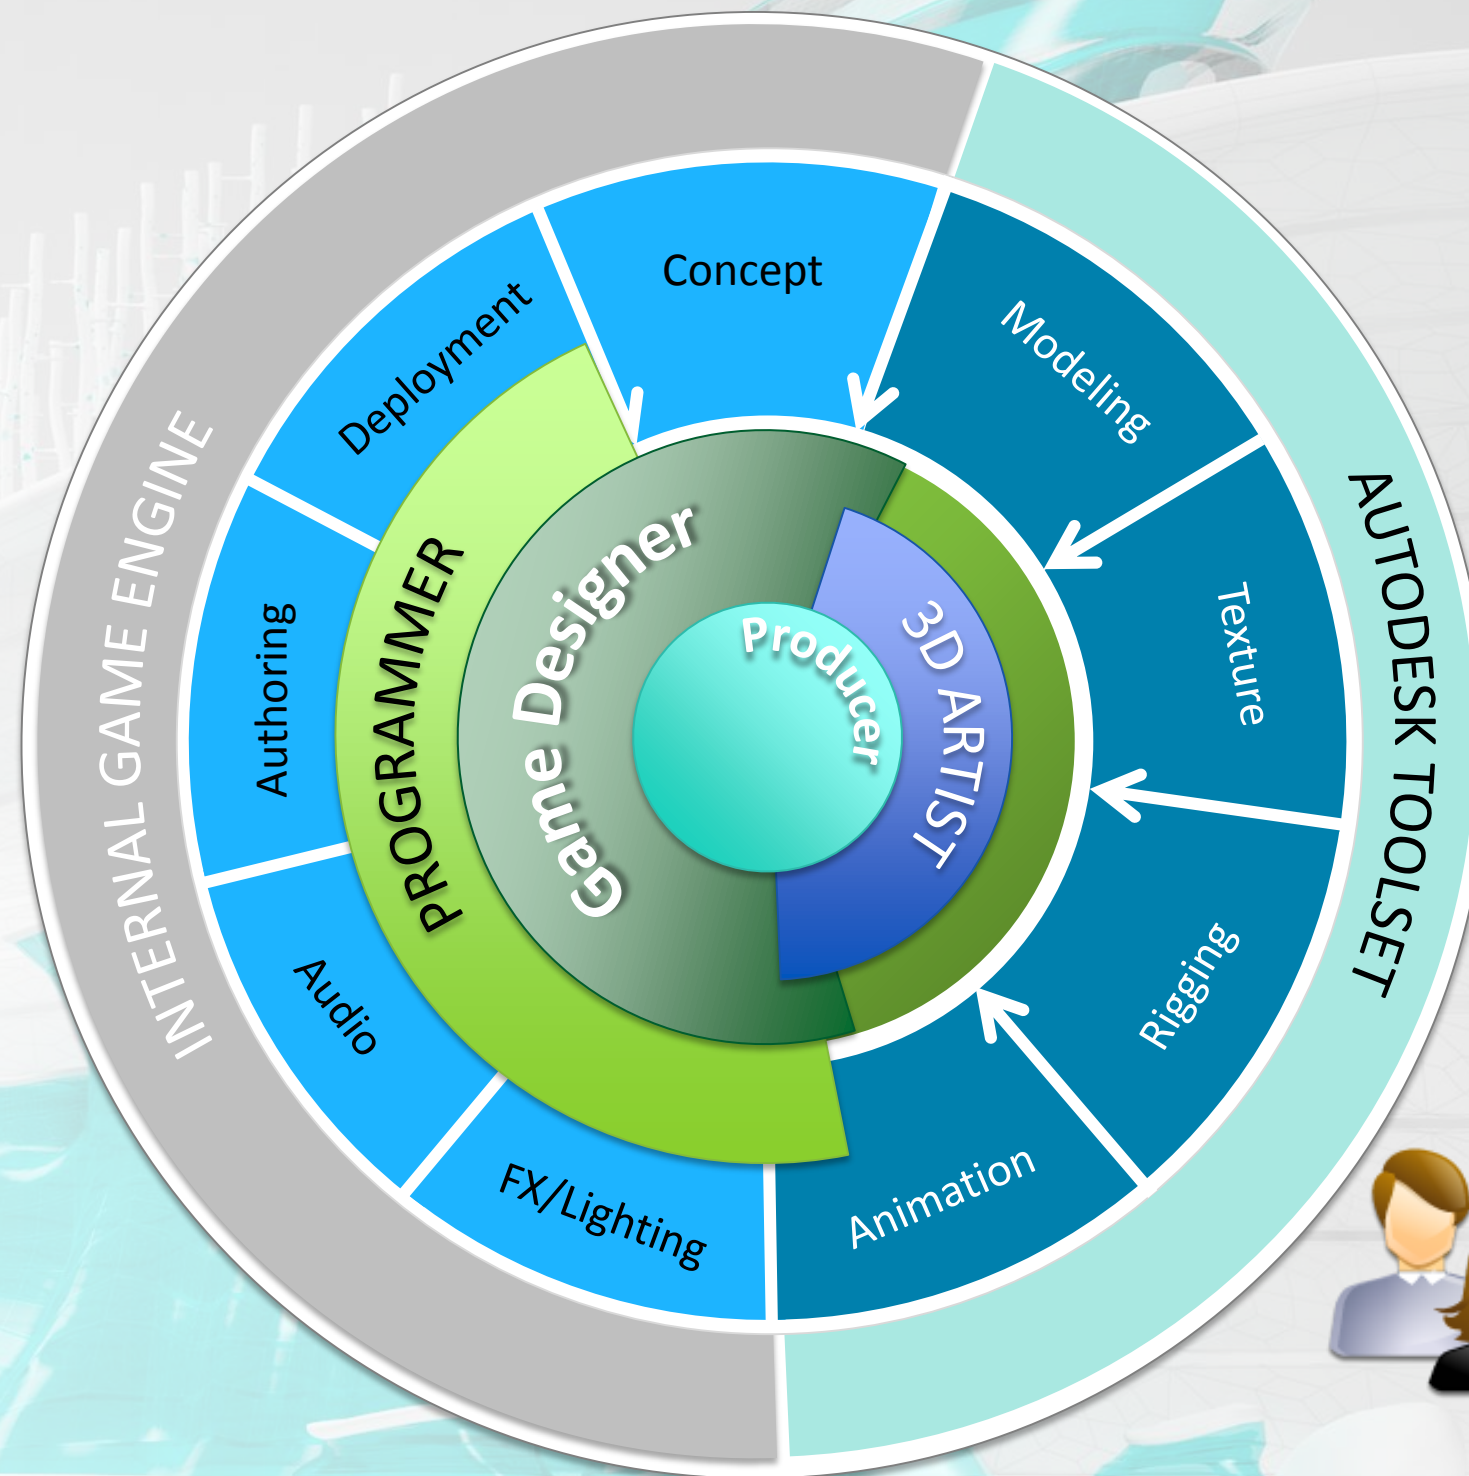 INTERNAL GAME ENGINE
AUTODESK TOOLSET
Concept
Modeling
Texture
Rigging
Animation
FX/Lighting
Audio
Authoring
Deployment
PROGRAMMER
Game Designer
3D ARTIST
Producer